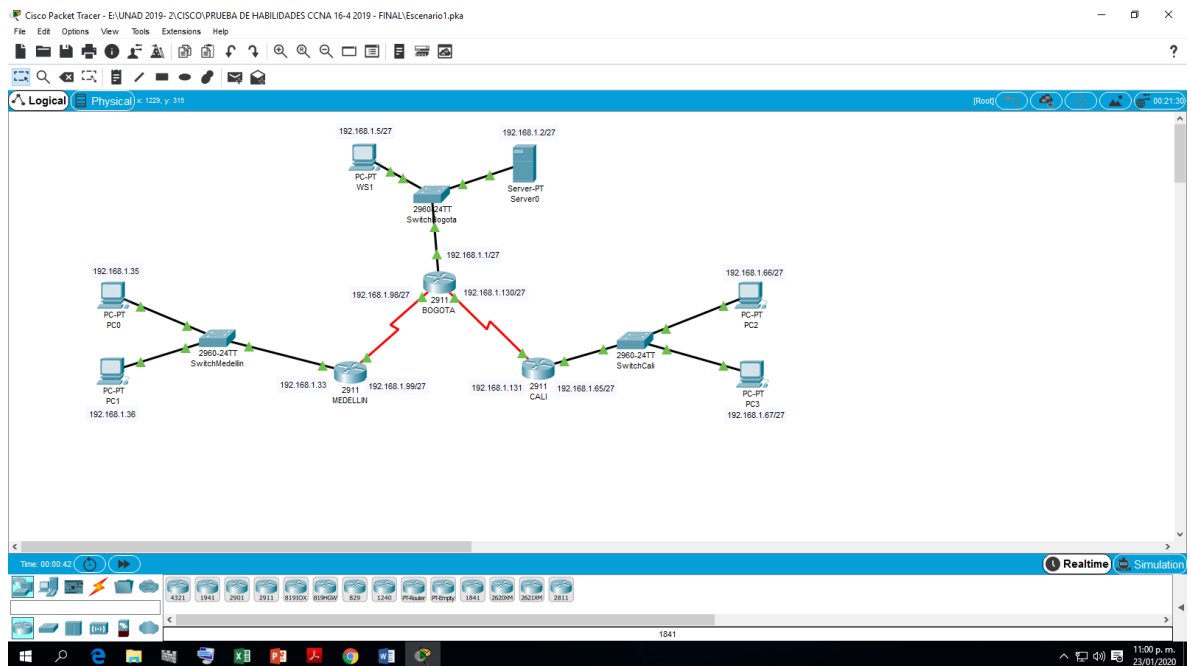 Cisco Packet Tracer - E:\UNAD 2019- 2\CISCO\PRUEBA DE HABILIDADES CCNA 16-4 2019 - FINAL\Escenario1.pka
File Edit Options View Tools Extensions Help
?
Logical Physical x: 1229, y: 315 [Root] 00:21:30
192.168.1.5/27
192.168.1.2/27
PC-PT
WS1
Server-PT
Server0
2960-24TT
SwitchBogota
192.168.1.1/27
192.168.1.35
192.168.1.66/27
192.168.1.98/27
192.168.1.130/27
2911
BOGOTA
PC-PT
PC0
PC-PT
PC2
2960-24TT
SwitchMedellin
2960-24TT
SwitchCali
192.168.1.33
192.168.1.99/27
2911
MEDELLIN
192.168.1.131
2911
CALI
192.168.1.65/27
PC-PT
PC1
192.168.1.36
PC-PT
PC3
192.168.1.67/27
Time: 00:00:42 Realtime Simulation
4321 1941 2901 2911 819IOX 819HGW 829 1240 PT-Router PT-Empty 1841 2620XM 2621XM 2811
1841
11:00 p. m.
23/01/2020